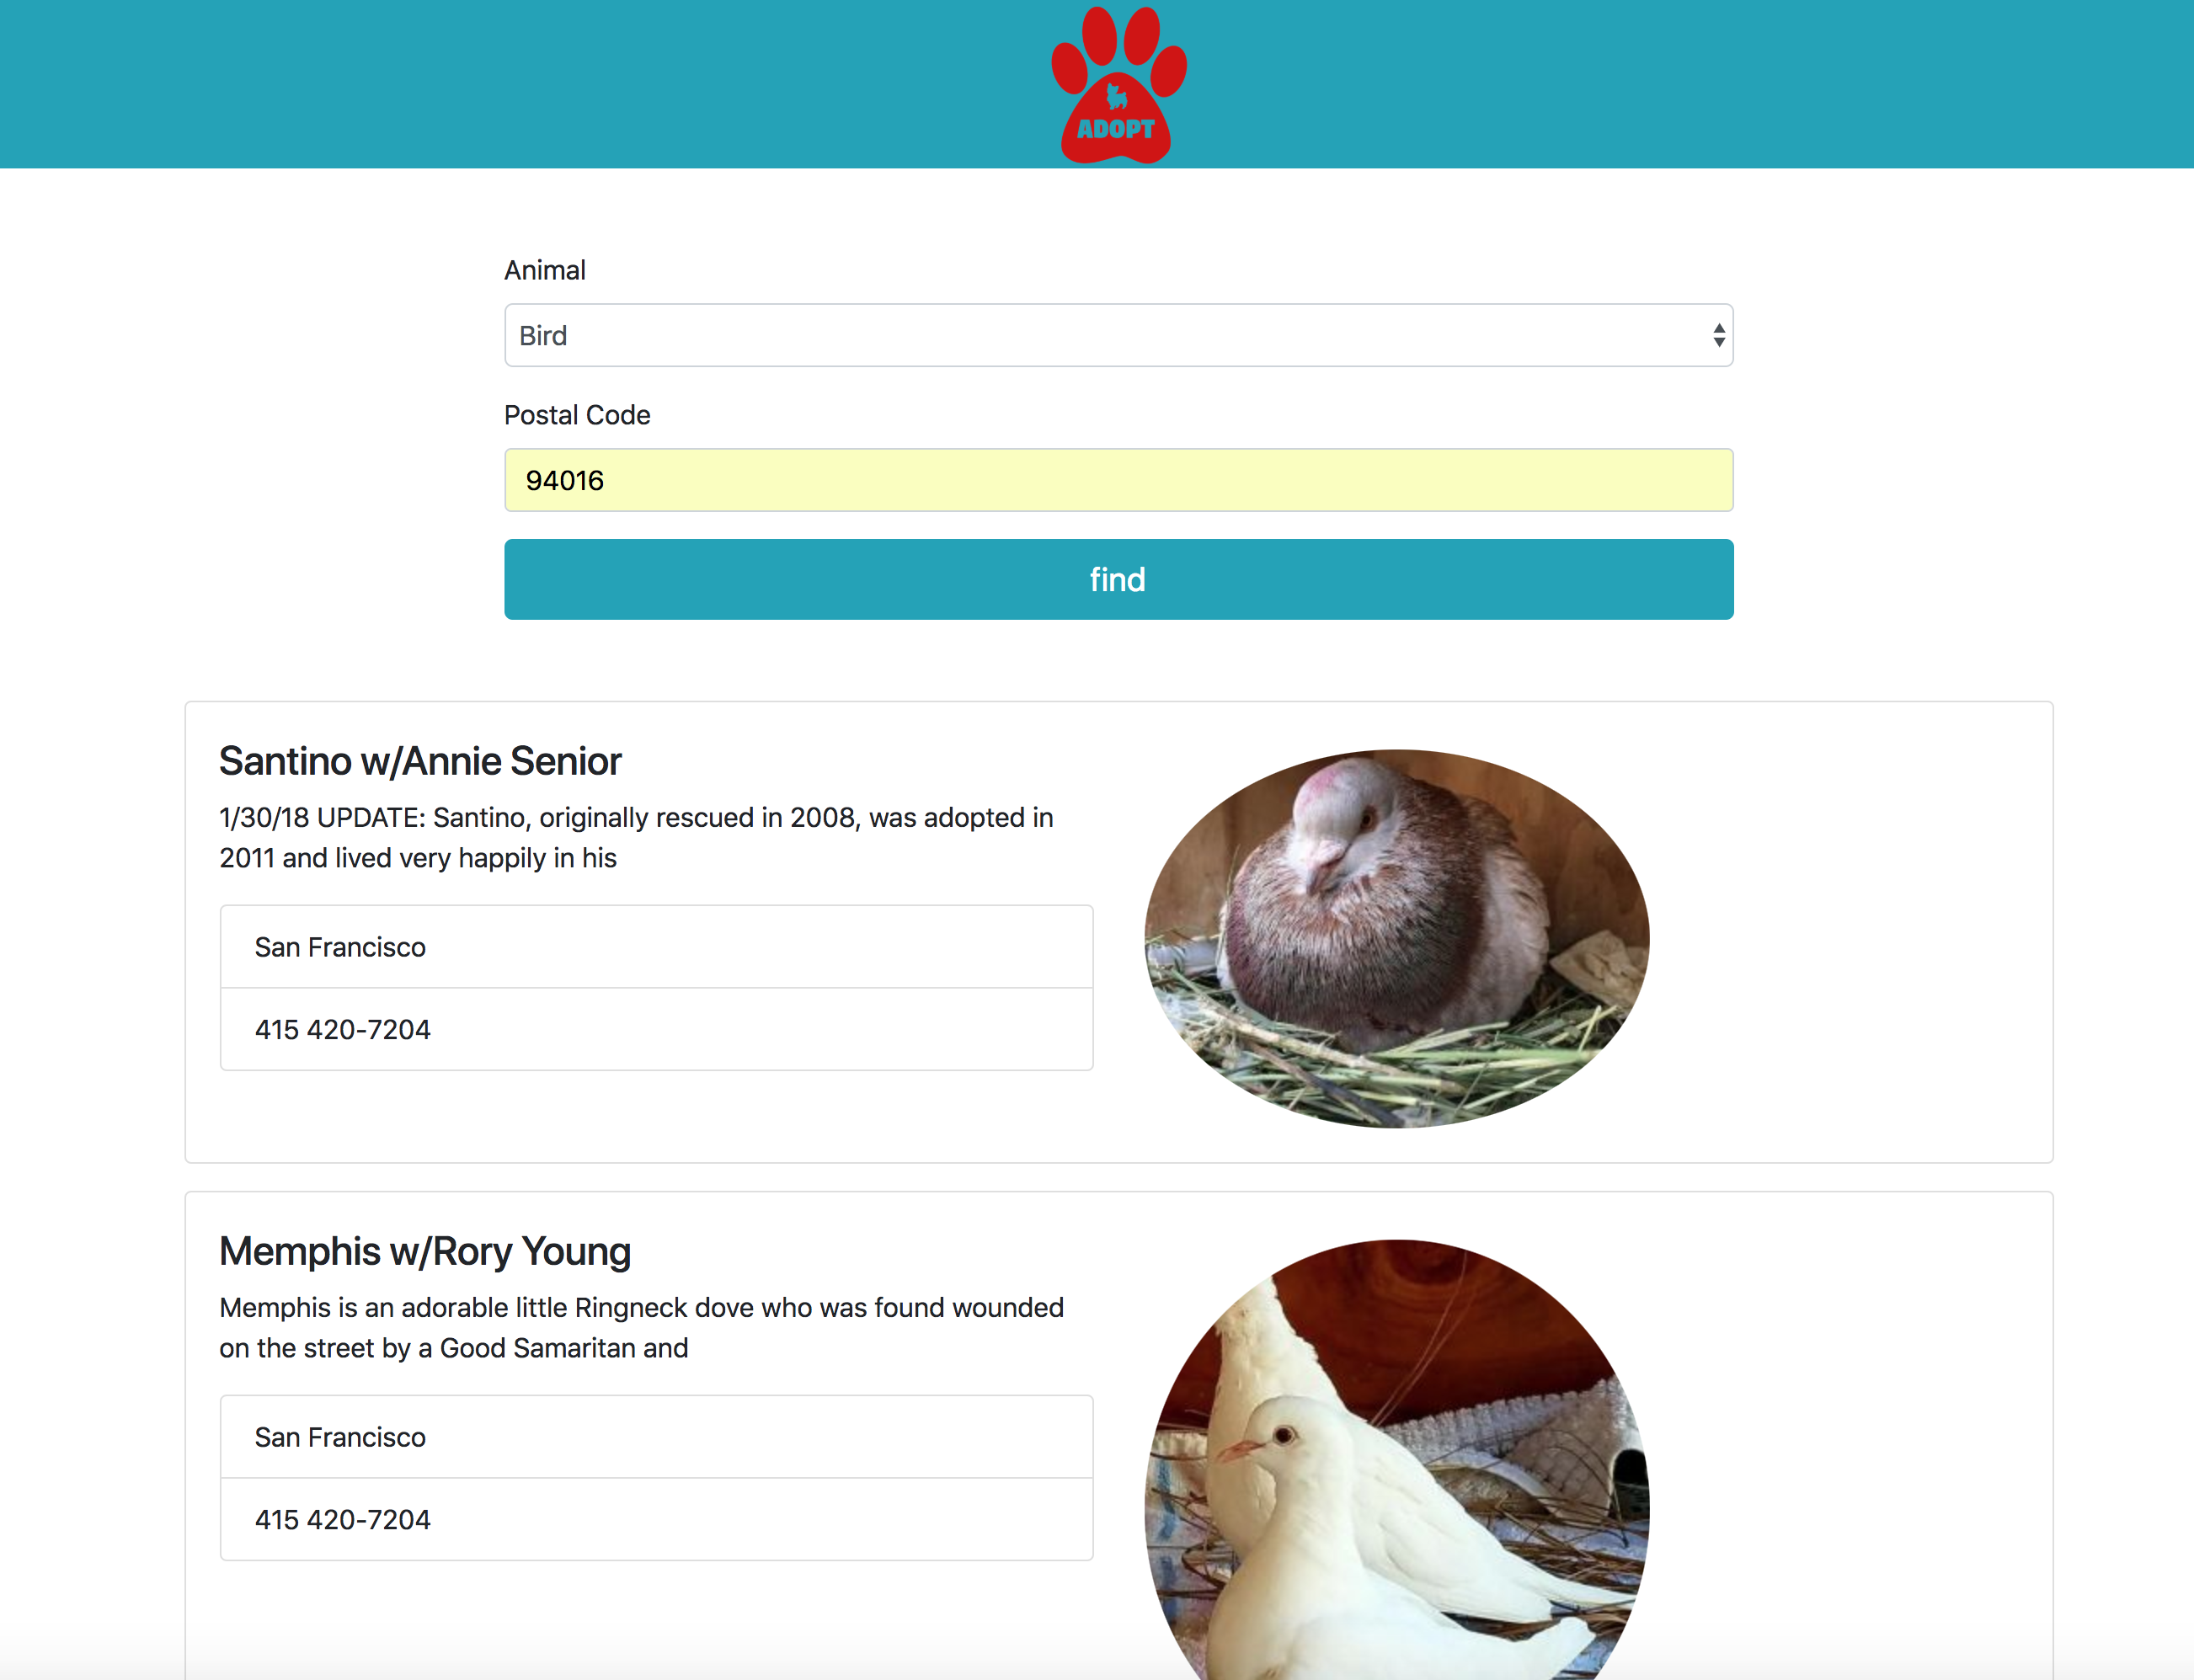 ADOPT
Animal
Bird
Postal Code
94016
find
Santino w/Annie Senior
1/30/18 UPDATE: Santino, originally rescued in 2008, was adopted in
2011 and lived very happily in his
San Francisco
415 420-7204
Memphis w/Rory Young
Memphis is an adorable little Ringneck dove who was found wounded
on the street by a Good Samaritan and
San Francisco
415 420-7204